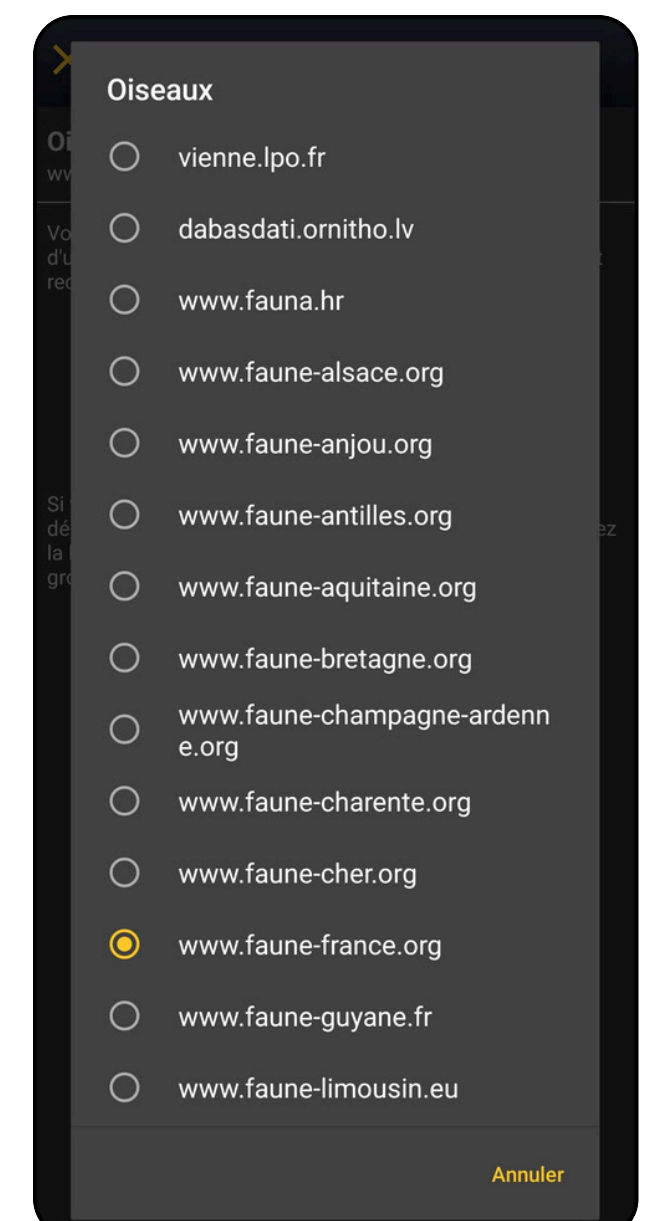 Oiseaux
vienne.lpo.fr
dabasdati.ornitho.lv
www.fauna.hr
www.faune-alsace.org
www.faune-anjou.org
www.faune-antilles.org
www.faune-aquitaine.org
www.faune-bretagne.org
www.faune-champagne-ardenn
e.org
www.faune-charente.org
www.faune-cher.org
www.faune-france.org
www.faune-guyane.fr
www.faune-limousin.eu
Annuler